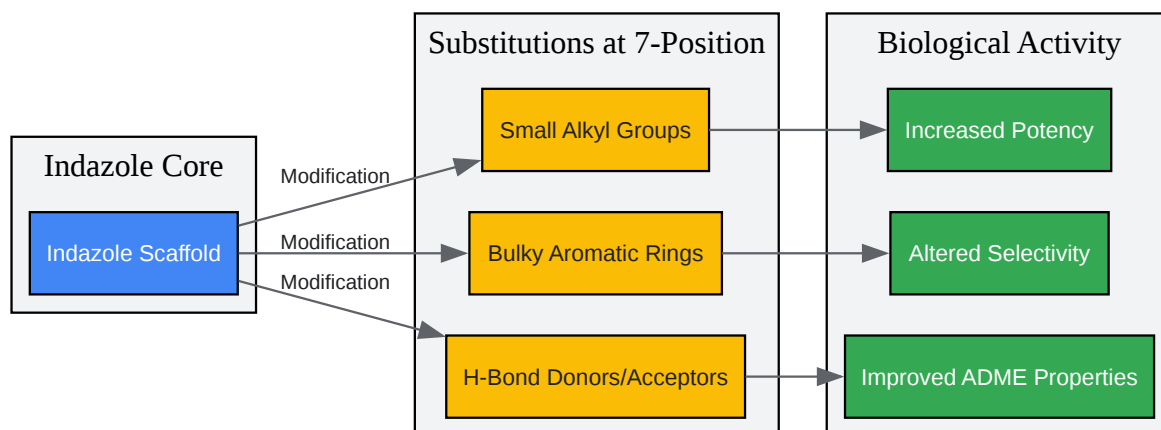 Substitutions at 7-Position
Biological Activity
Small Alkyl Groups
Increased Potency
Indazole Core
Modification
Indazole Scaffold
Modification
Bulky Aromatic Rings
Altered Selectivity
Modification
H-Bond Donors/Acceptors
Improved ADME Properties